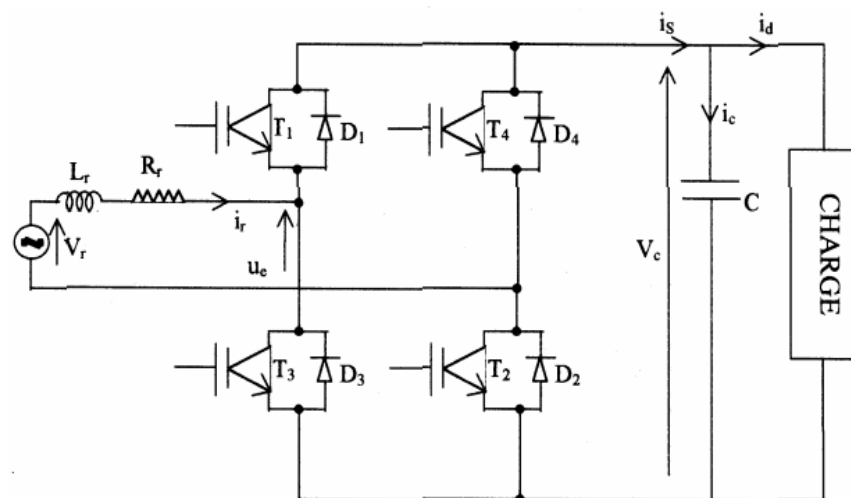 i_S
i_d
T_1
D_1
T_4
D_4
i_c
L_r
R_r
C
i_r
V_r
V_c
u_e
CHARGE
T_3
D_3
T_2
D_2